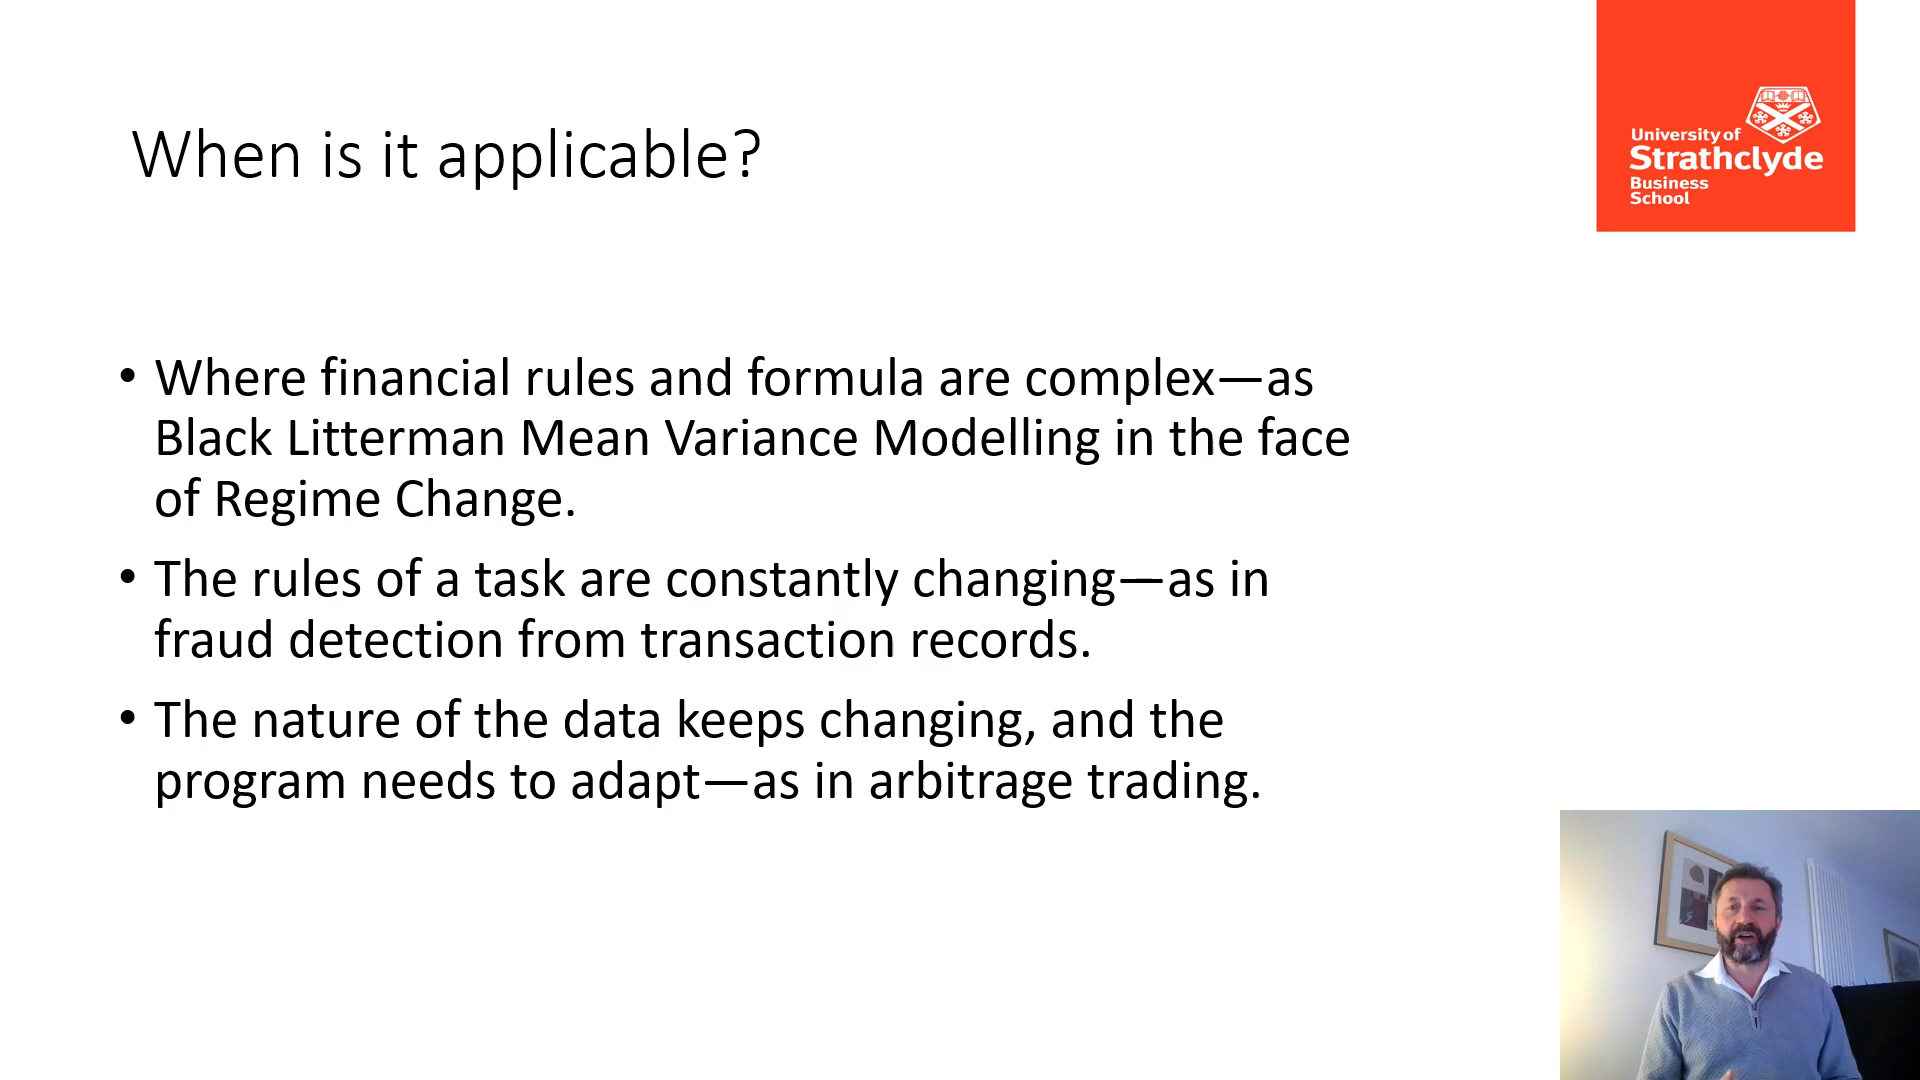 When is it applicable?
University of
Strathclyde
Business
School
• Where financial rules and formula are complex—as
Black Litterman Mean Variance Modelling in the face
of Regime Change.
• The rules of a task are constantly changing—as in
fraud detection from transaction records.
• The nature of the data keeps changing, and the
program needs to adapt—as in arbitrage trading.